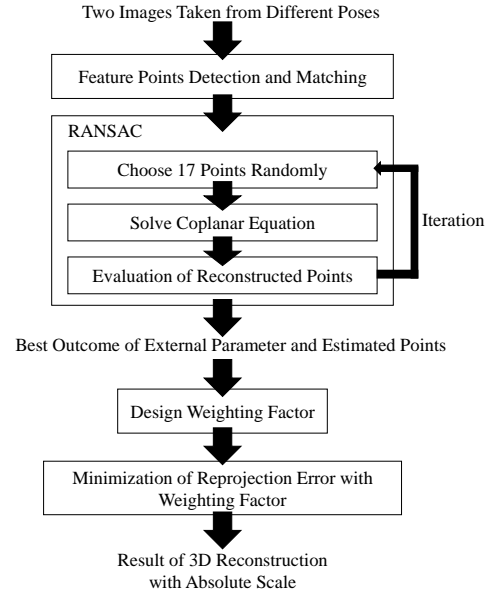 Two Images Taken from Different Poses
Feature Points Detection and Matching
RANSAC
Choose 17 Points Randomly
Solve Coplanar Equation
Iteration
Evaluation of Reconstructed Points
Best Outcome of External Parameter and Estimated Points
Design Weighting Factor
Minimization of Reprojection Error with
Weighting Factor
Result of 3D Reconstruction
with Absolute Scale